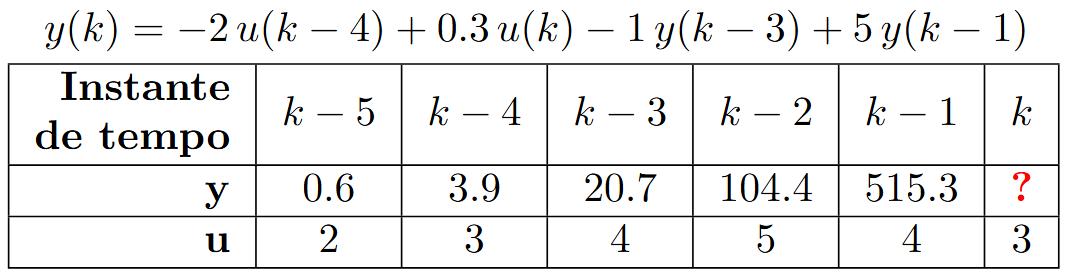 y(k) = −2 u(k − 4) + 0.3 u(k) − 1 y(k − 3) + 5 y(k − 1)
Instante de tempo k − 5 k − 4 k − 3 k − 2 k − 1 k
y 0.6 3.9 20.7 104.4 515.3 ?
u 2 3 4 5 4 3